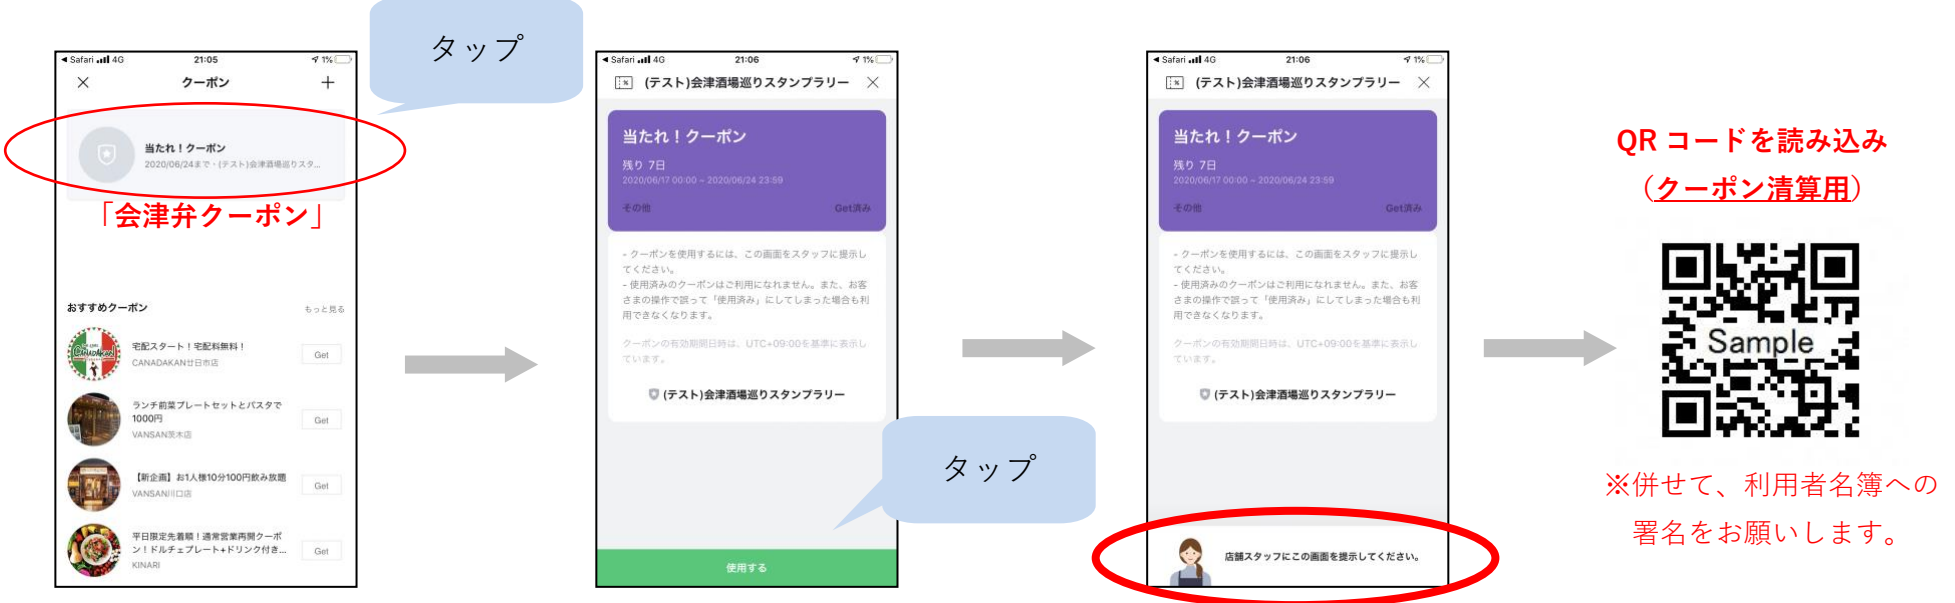 タップ
Safari 4G 21:05 1%
クーポン
当たれ！クーポン
2020/06/24まで・(テスト)会津酒場巡りスタ...
「会津弁クーポン」
おすすめクーポン もっと見る
宅配スタート！宅配料無料！
CANADAKAN廿日市店
Get
ランチ前菜プレートセットとパスタで
1000円
VANSAN茨木店
Get
【新企画】お1人様10分100円飲み放題
VANSAN川口店
Get
平日限定先着順！通常営業再開クーポ
ン！ドルチェプレート+ドリンク付き...
KINARI
Get
Safari 4G 21:06 1%
(テスト)会津酒場巡りスタンプラリー
当たれ！クーポン
残り 7日
2020/06/17 00:00 ~ 2020/06/24 23:59
その他 Get済み
- クーポンを使用するには、この画面をスタッフに提示し
てください。
- 使用済みのクーポンはご利用になれません。また、お客
さまの操作で誤って「使用済み」にしてしまった場合も利
用できなくなります。
クーポンの有効期間日時は、UTC+09:00を基準に表示し
ています。
(テスト)会津酒場巡りスタンプラリー
タップ
使用する
Safari 4G 21:06 1%
(テスト)会津酒場巡りスタンプラリー
当たれ！クーポン
残り 7日
2020/06/17 00:00 ~ 2020/06/24 23:59
その他 Get済み
- クーポンを使用するには、この画面をスタッフに提示し
てください。
- 使用済みのクーポンはご利用になれません。また、お客
さまの操作で誤って「使用済み」にしてしまった場合も利
用できなくなります。
クーポンの有効期間日時は、UTC+09:00を基準に表示し
ています。
(テスト)会津酒場巡りスタンプラリー
店舗スタッフにこの画面を提示してください。
QR コードを読み込み
（クーポン清算用）
Sample
※併せて、利用者名簿への
署名をお願いします。